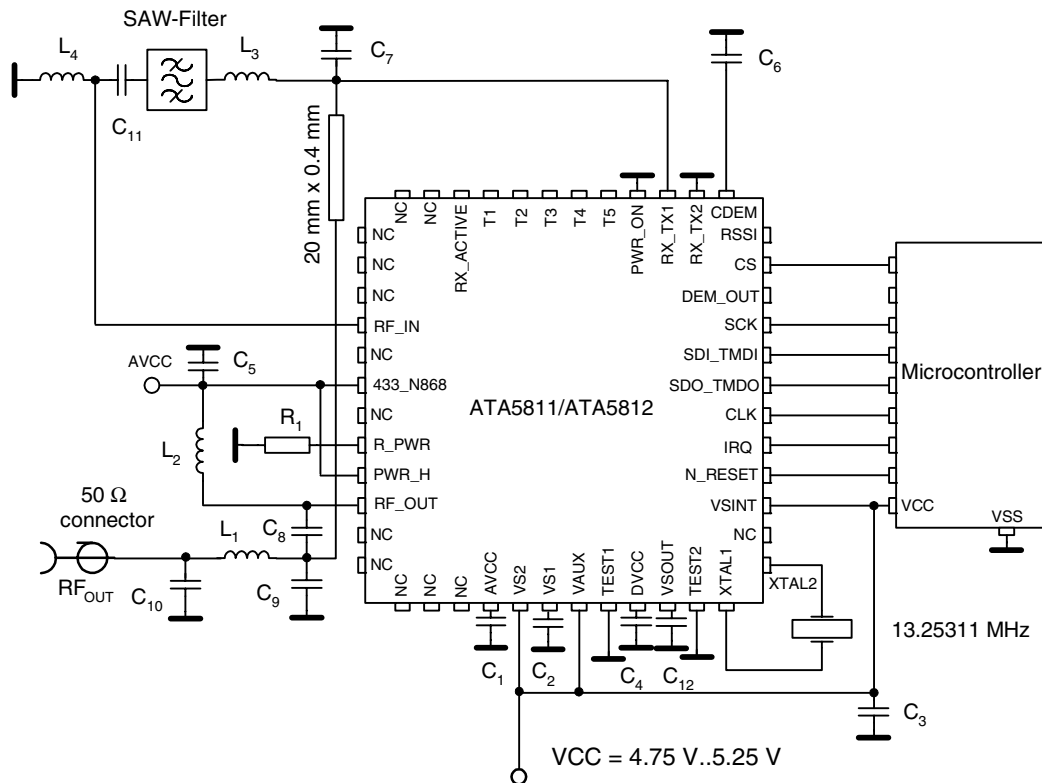 SAW-Filter
L4
L3
C7
C6
C11
20 mm x 0.4 mm
NC
NC
RX_ACTIVE
T1
T2
T3
T4
T5
PWR_ON
RX_TX1
RX_TX2
CDEM
NC
RSSI
NC
CS
NC
DEM_OUT
RF_IN
SCK
NC
SDI_TMDI
AVCC
C5
433_N868
SDO_TMDO
Microcontroller
ATA5811/ATA5812
NC
CLK
R1
L2
R_PWR
IRQ
PWR_H
N_RESET
50 Ω
connector
RF_OUT
VSINT
VCC
VSS
L1
C8
NC
NC
RFOUT
C10
C9
NC
XTAL2
NC
NC
NC
AVCC
VS2
VS1
VAUX
TEST1
DVCC
VSOUT
TEST2
XTAL1
13.25311 MHz
C1
C2
C4
C12
C3
VCC = 4.75 V..5.25 V